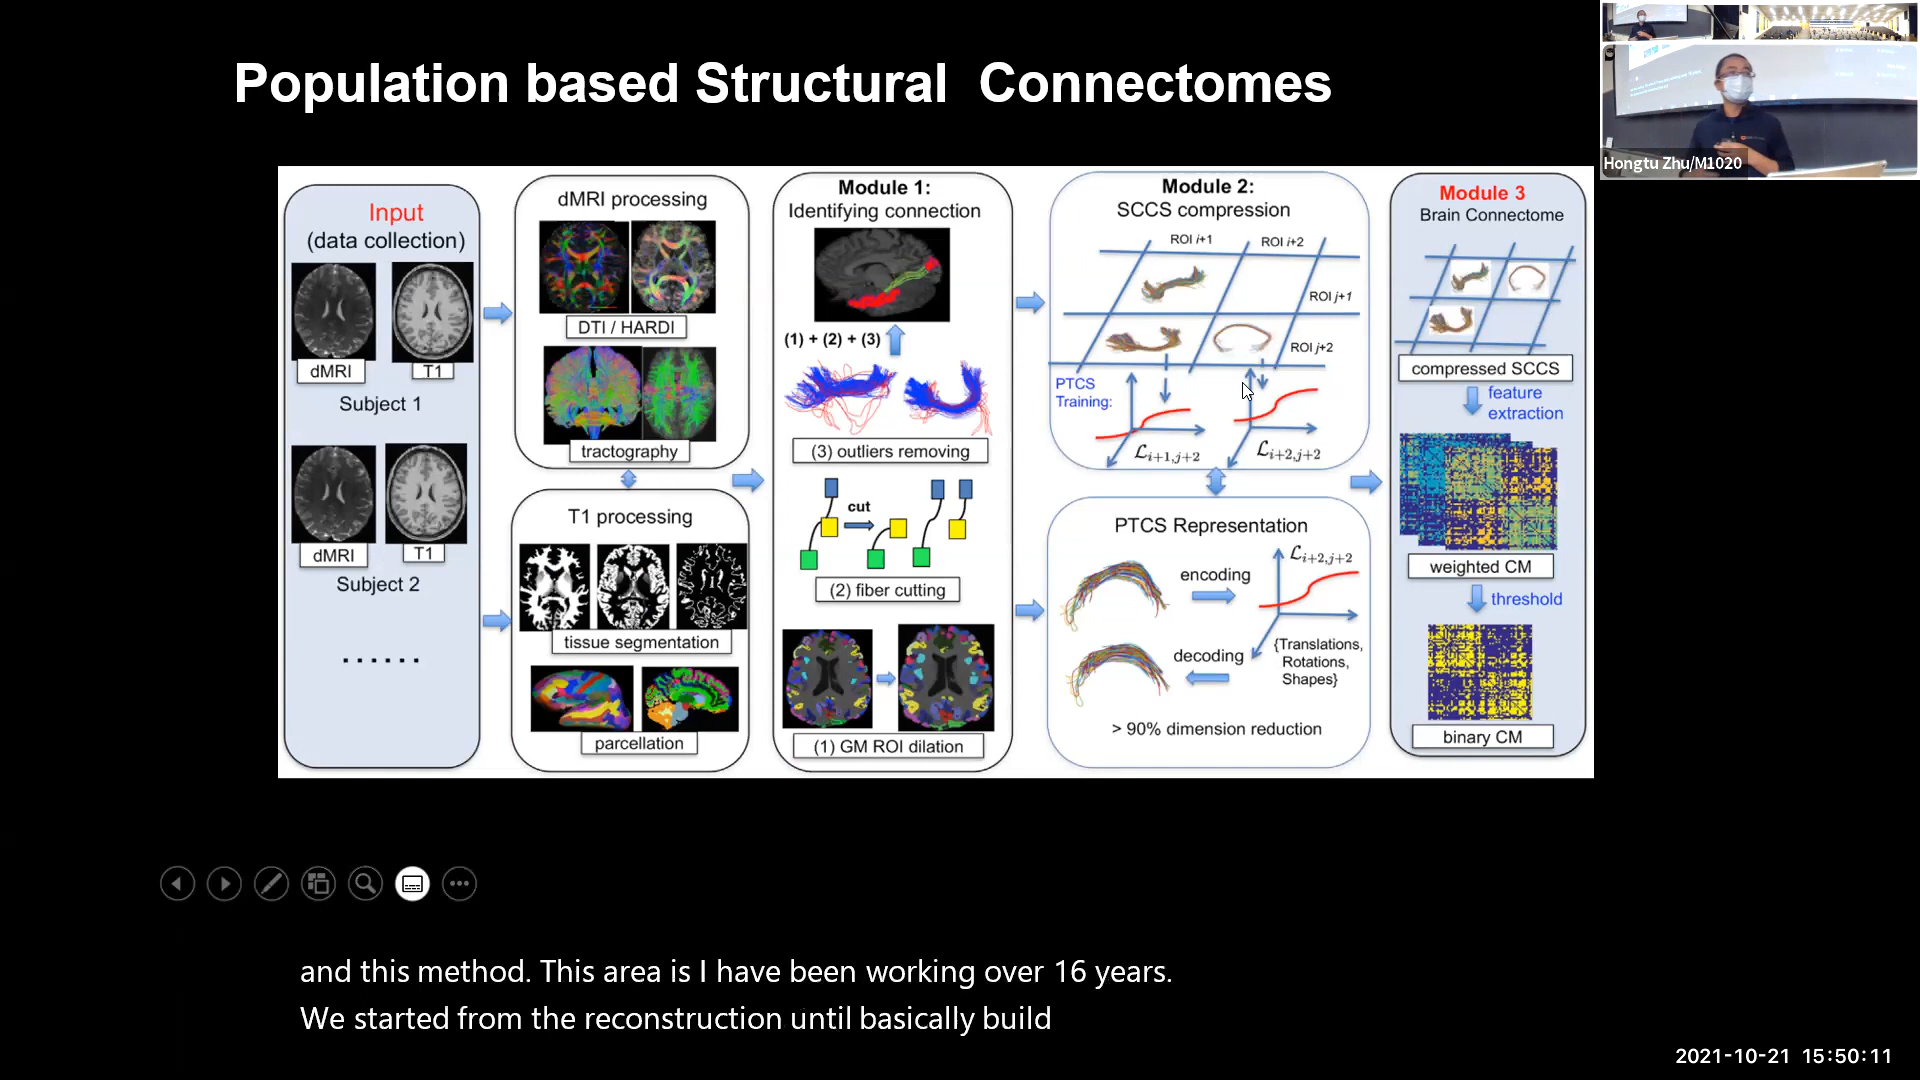 Population based Structural Connectomes
Hongtu Zhu/M1020
Input
(data collection)
dMRI
T1
Subject 1
dMRI
T1
Subject 2
......
dMRI processing
DTI / HARDI
tractography
T1 processing
tissue segmentation
parcellation
Module 1:
Identifying connection
(1) + (2) + (3)
(3) outliers removing
cut
(2) fiber cutting
(1) GM ROI dilation
Module 2:
SCCS compression
ROI i+1
ROI i+2
ROI j+1
ROI j+2
PTCS
Training:
ℒi+1,j+2
ℒi+2,j+2
PTCS Representation
encoding
ℒi+2,j+2
decoding
{Translations,
Rotations,
Shapes}
> 90% dimension reduction
Module 3
Brain Connectome
compressed SCCS
feature
extraction
weighted CM
threshold
binary CM
and this method. This area is I have been working over 16 years.
We started from the reconstruction until basically build
2021-10-21 15:50:11